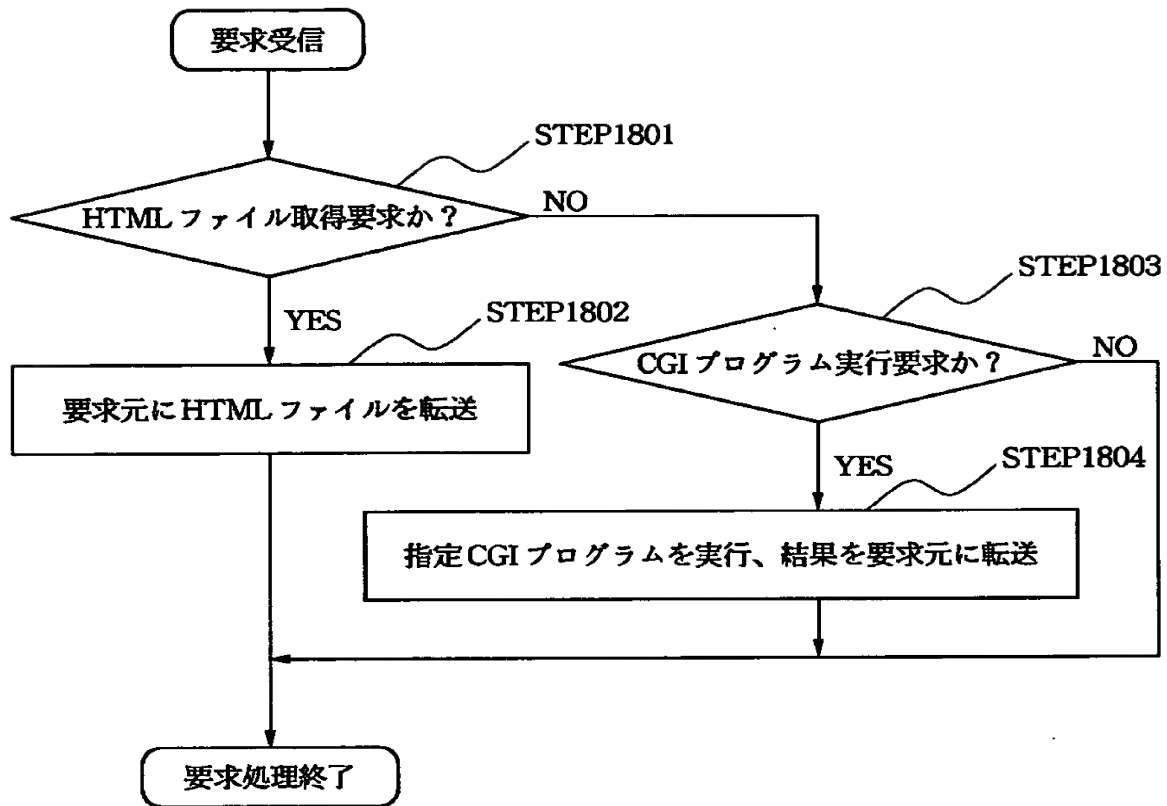 要求受信
STEP1801
HTML ファイル取得要求か？
NO
STEP1803
YES
STEP1802
CGI プログラム実行要求か？
NO
要求元に HTML ファイルを転送
YES
STEP1804
指定 CGI プログラムを実行、結果を要求元に転送
要求処理終了